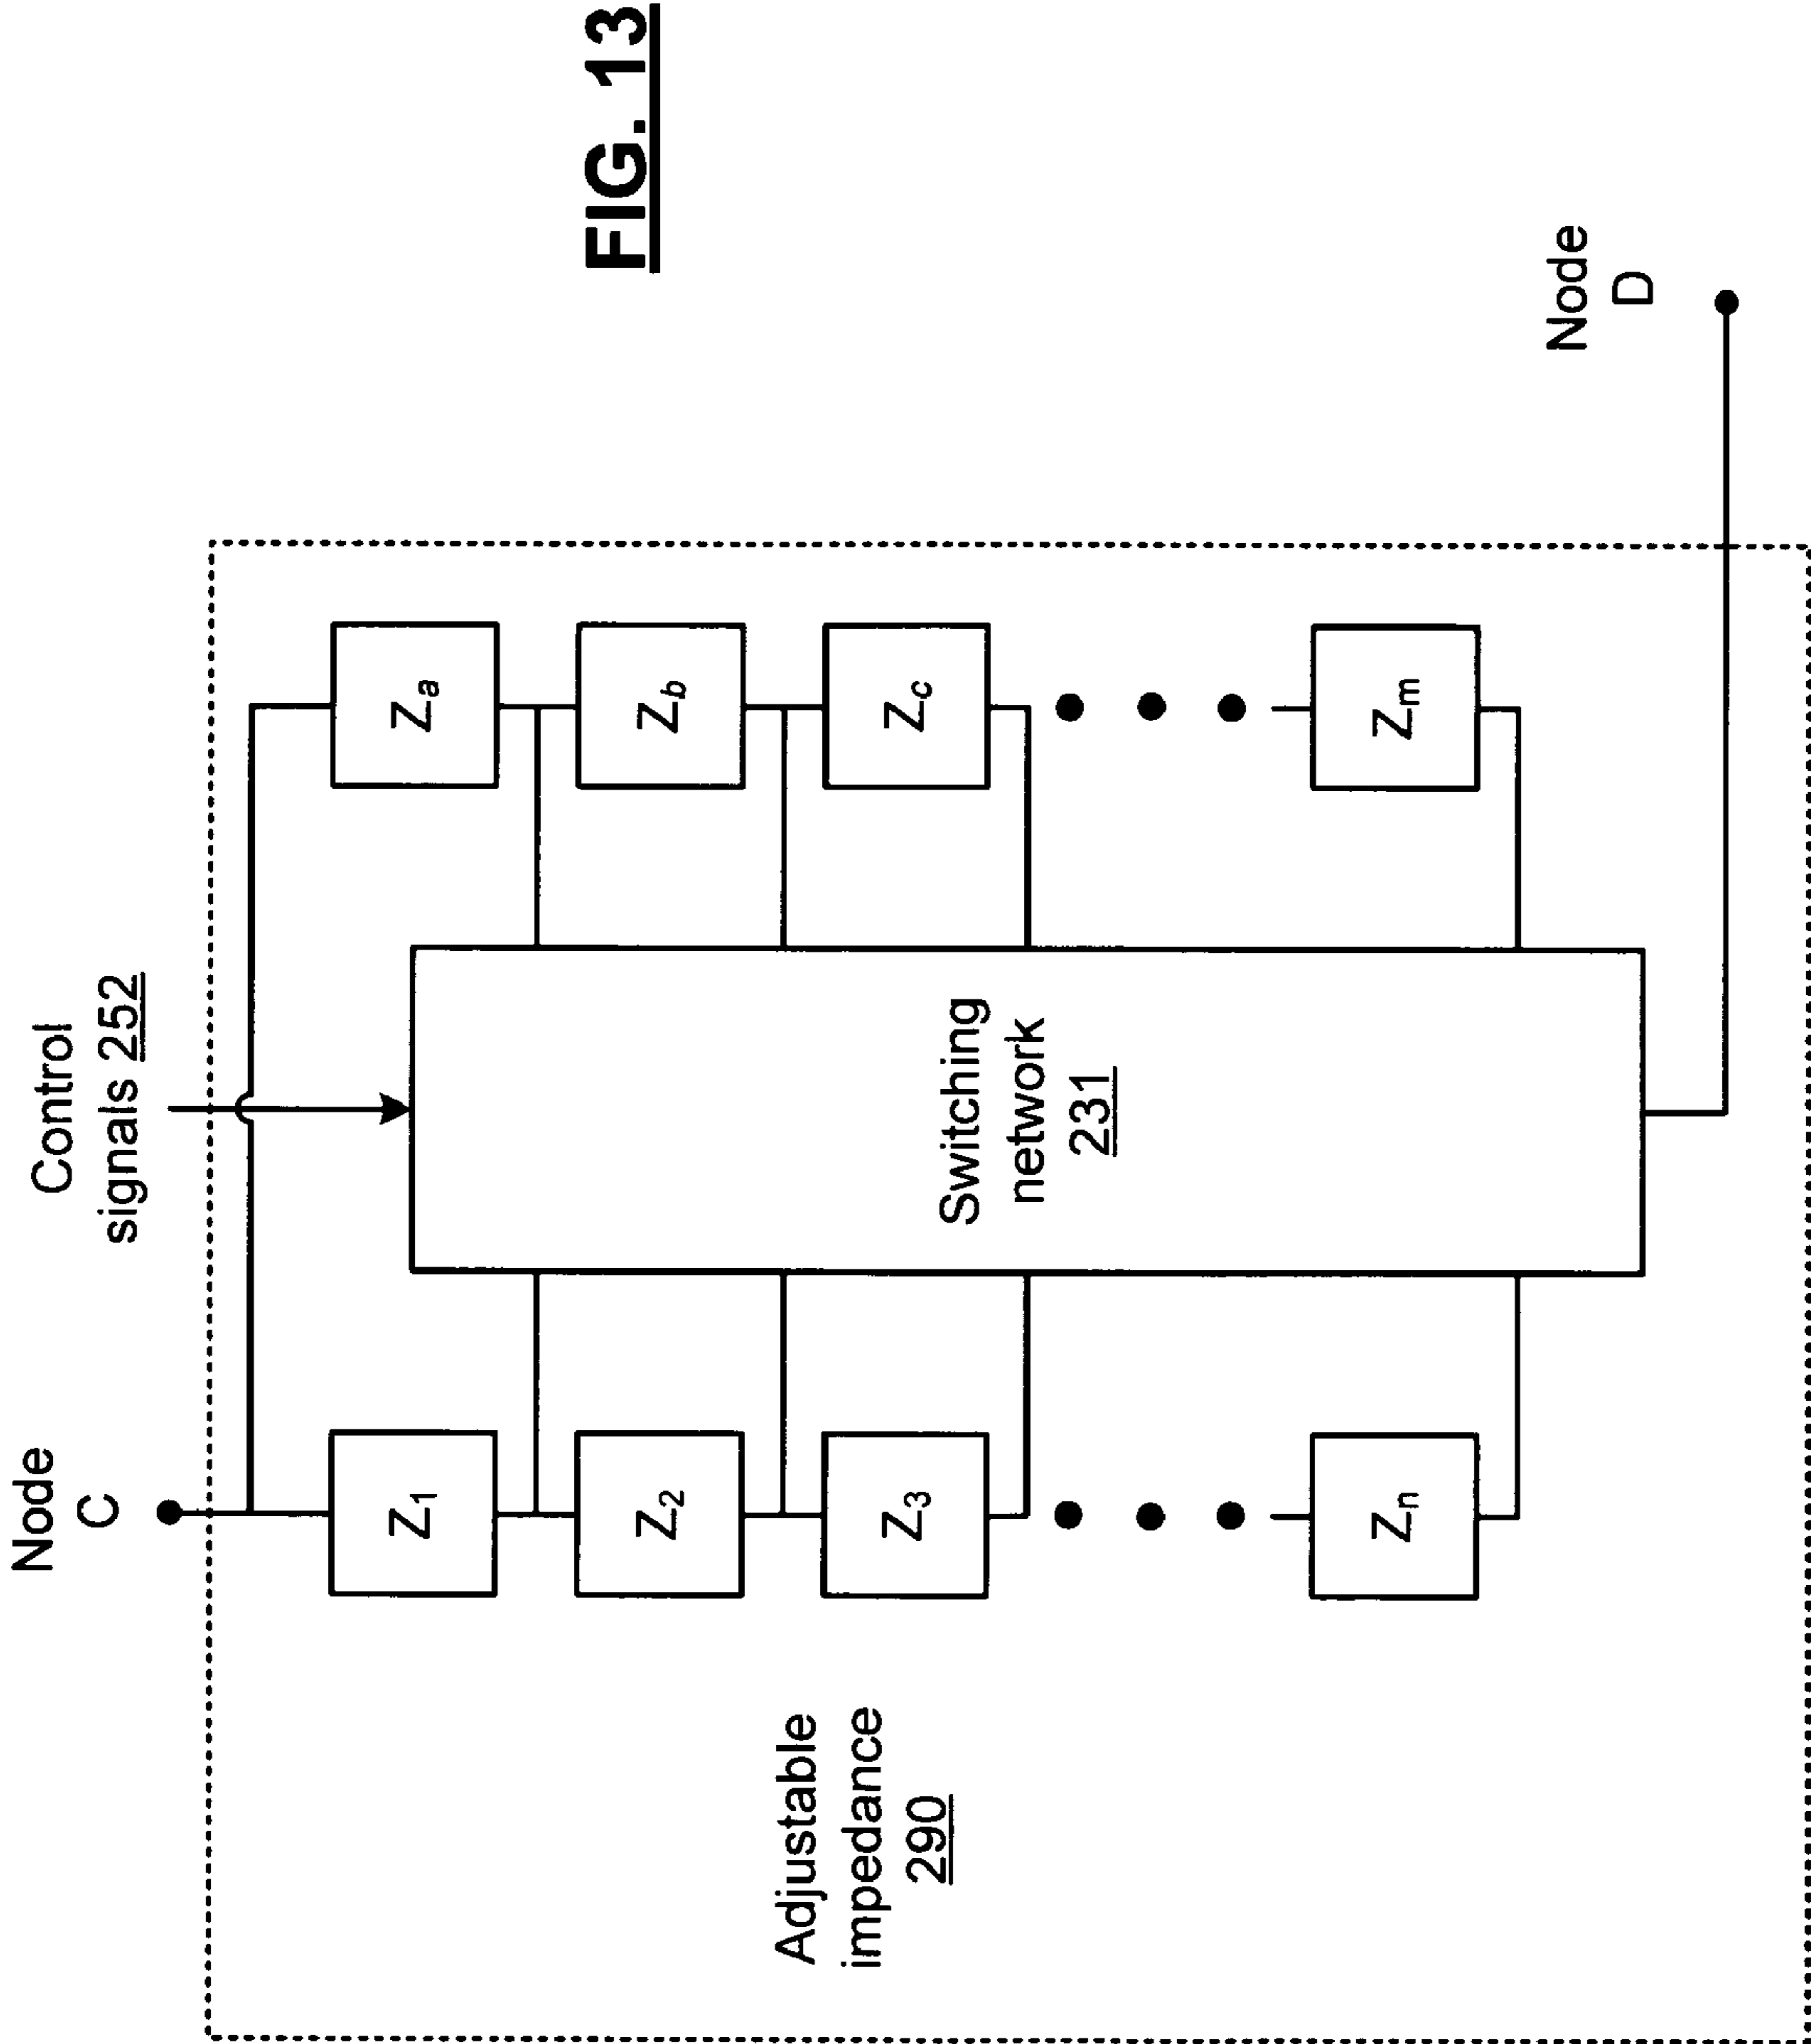 Node
C
Control
signals 252
Z1
Z2
Z3
Zn
Adjustable
impedance
290
Switching
network
231
Za
Zb
Zc
Zm
Node
D
FIG. 13